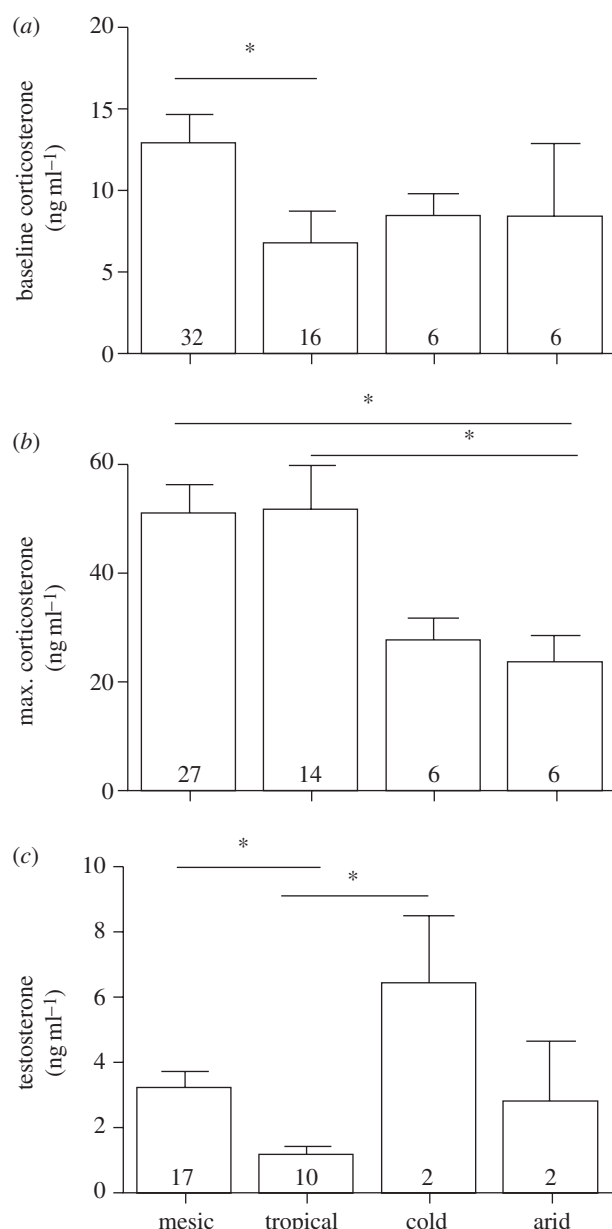 (a)
20
*
15
10
5
0
baseline corticosterone
(ng ml⁻¹)
32 16 6 6
*
(b)
*
60
40
20
0
max. corticosterone
(ng ml⁻¹)
27 14 6 6
(c)
10
*
*
8
6
4
2
0
testosterone
(ng ml⁻¹)
17 10 2 2
mesic tropical cold arid